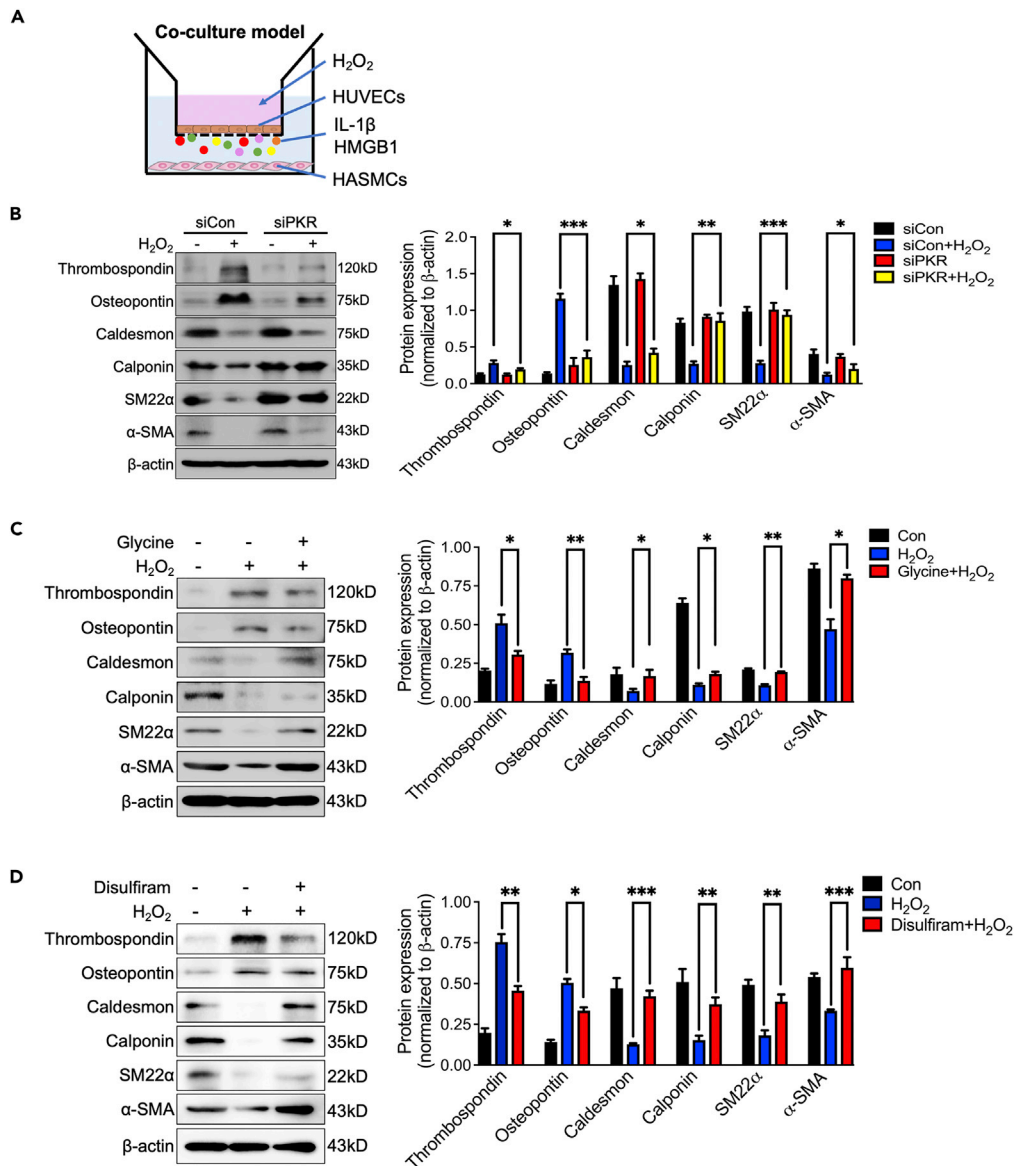 A
Co-culture model
H₂O₂
HUVECs
IL-1β
HMGB1
HASMCs
B
siCon siPKR
H₂O₂ - + - +
Thrombospondin 120kD
Osteopontin 75kD
Caldesmon 75kD
Calponin 35kD
SM22α 22kD
α-SMA 43kD
β-actin 43kD
Protein expression
(normalized to β-actin)
2.0
1.5
1.0
0.5
0.0
* *** * ** *** *
Thrombospondin
Osteopontin
Caldesmon
Calponin
SM22α
α-SMA
siCon
siCon+H₂O₂
siPKR
siPKR+H₂O₂
C
Glycine - - +
H₂O₂ - + +
Thrombospondin 120kD
Osteopontin 75kD
Caldesmon 75kD
Calponin 35kD
SM22α 22kD
α-SMA 43kD
β-actin 43kD
Protein expression
(normalized to β-actin)
1.00
0.75
0.50
0.25
0.00
* ** * * ** *
Thrombospondin
Osteopontin
Caldesmon
Calponin
SM22α
α-SMA
Con
H₂O₂
Glycine+H₂O₂
D
Disulfiram - - +
H₂O₂ - + +
Thrombospondin 120kD
Osteopontin 75kD
Caldesmon 75kD
Calponin 35kD
SM22α 22kD
α-SMA 43kD
β-actin 43kD
Protein expression
(normalized to β-actin)
1.00
0.75
0.50
0.25
0.00
** * *** ** ** ***
Thrombospondin
Osteopontin
Caldesmon
Calponin
SM22α
α-SMA
Con
H₂O₂
Disulfiram+H₂O₂